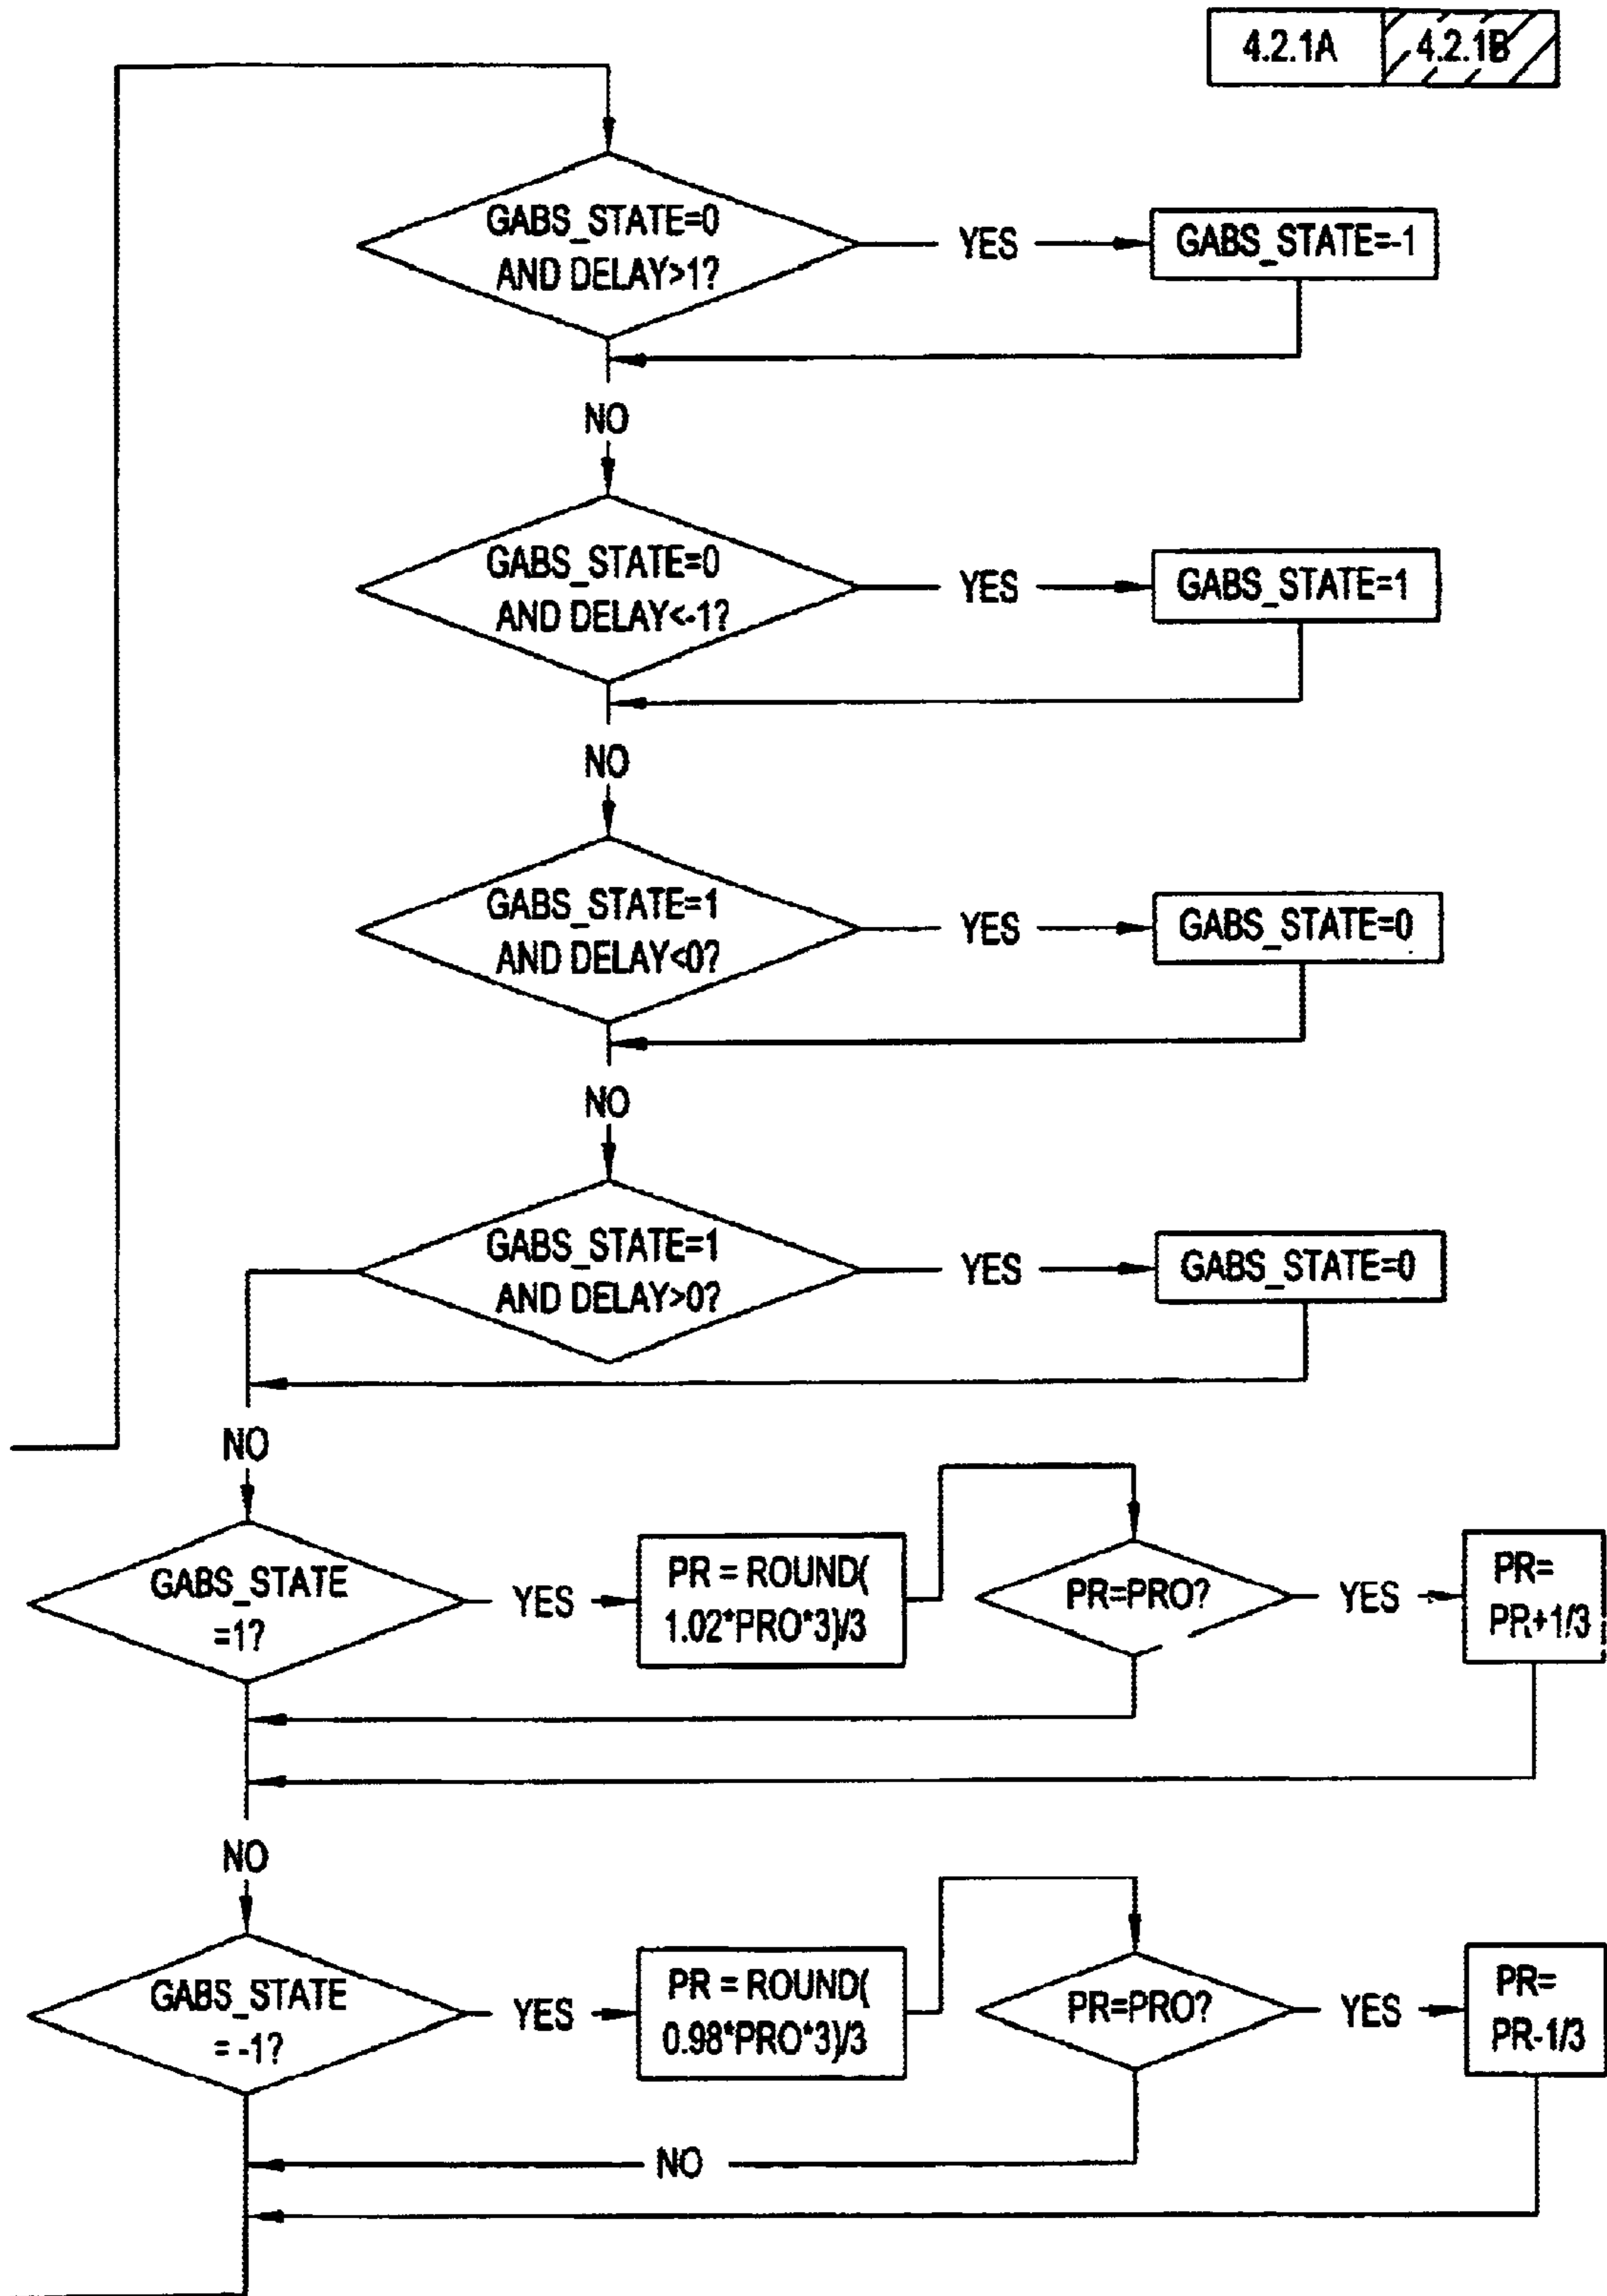 4.2.1A 4.2.1B
GABS_STATE=0
AND DELAY>1?
YES
GABS_STATE=-1
NO
GABS_STATE=0
AND DELAY<-1?
YES
GABS_STATE=1
NO
GABS_STATE=1
AND DELAY<0?
YES
GABS_STATE=0
NO
GABS_STATE=1
AND DELAY>0?
YES
GABS_STATE=0
NO
GABS_STATE
=1?
YES
PR = ROUND(
1.02*PRO*3)/3
PR=PRO?
YES
PR=
PR+1/3
NO
GABS_STATE
= -1?
YES
PR = ROUND(
0.98*PRO*3)/3
PR=PRO?
YES
PR=
PR-1/3
NO